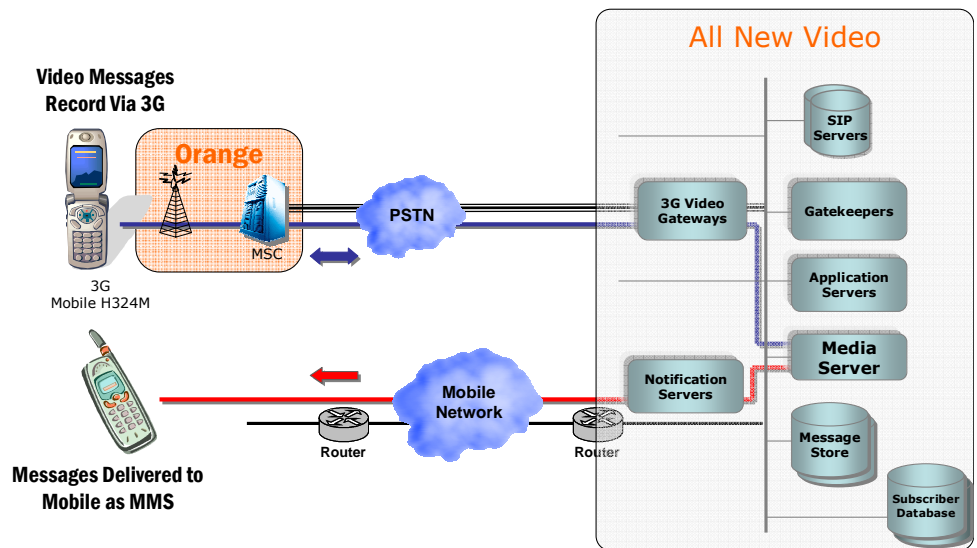 All New Video
Video Messages
Record Via 3G
Orange
MSC
3G
Mobile H324M
PSTN
3G Video
Gateways
SIP
Servers
Gatekeepers
Application
Servers
Media
Server
Notification
Servers
Mobile
Network
Router
Router
Message
Store
Subscriber
Database
Messages Delivered to
Mobile as MMS